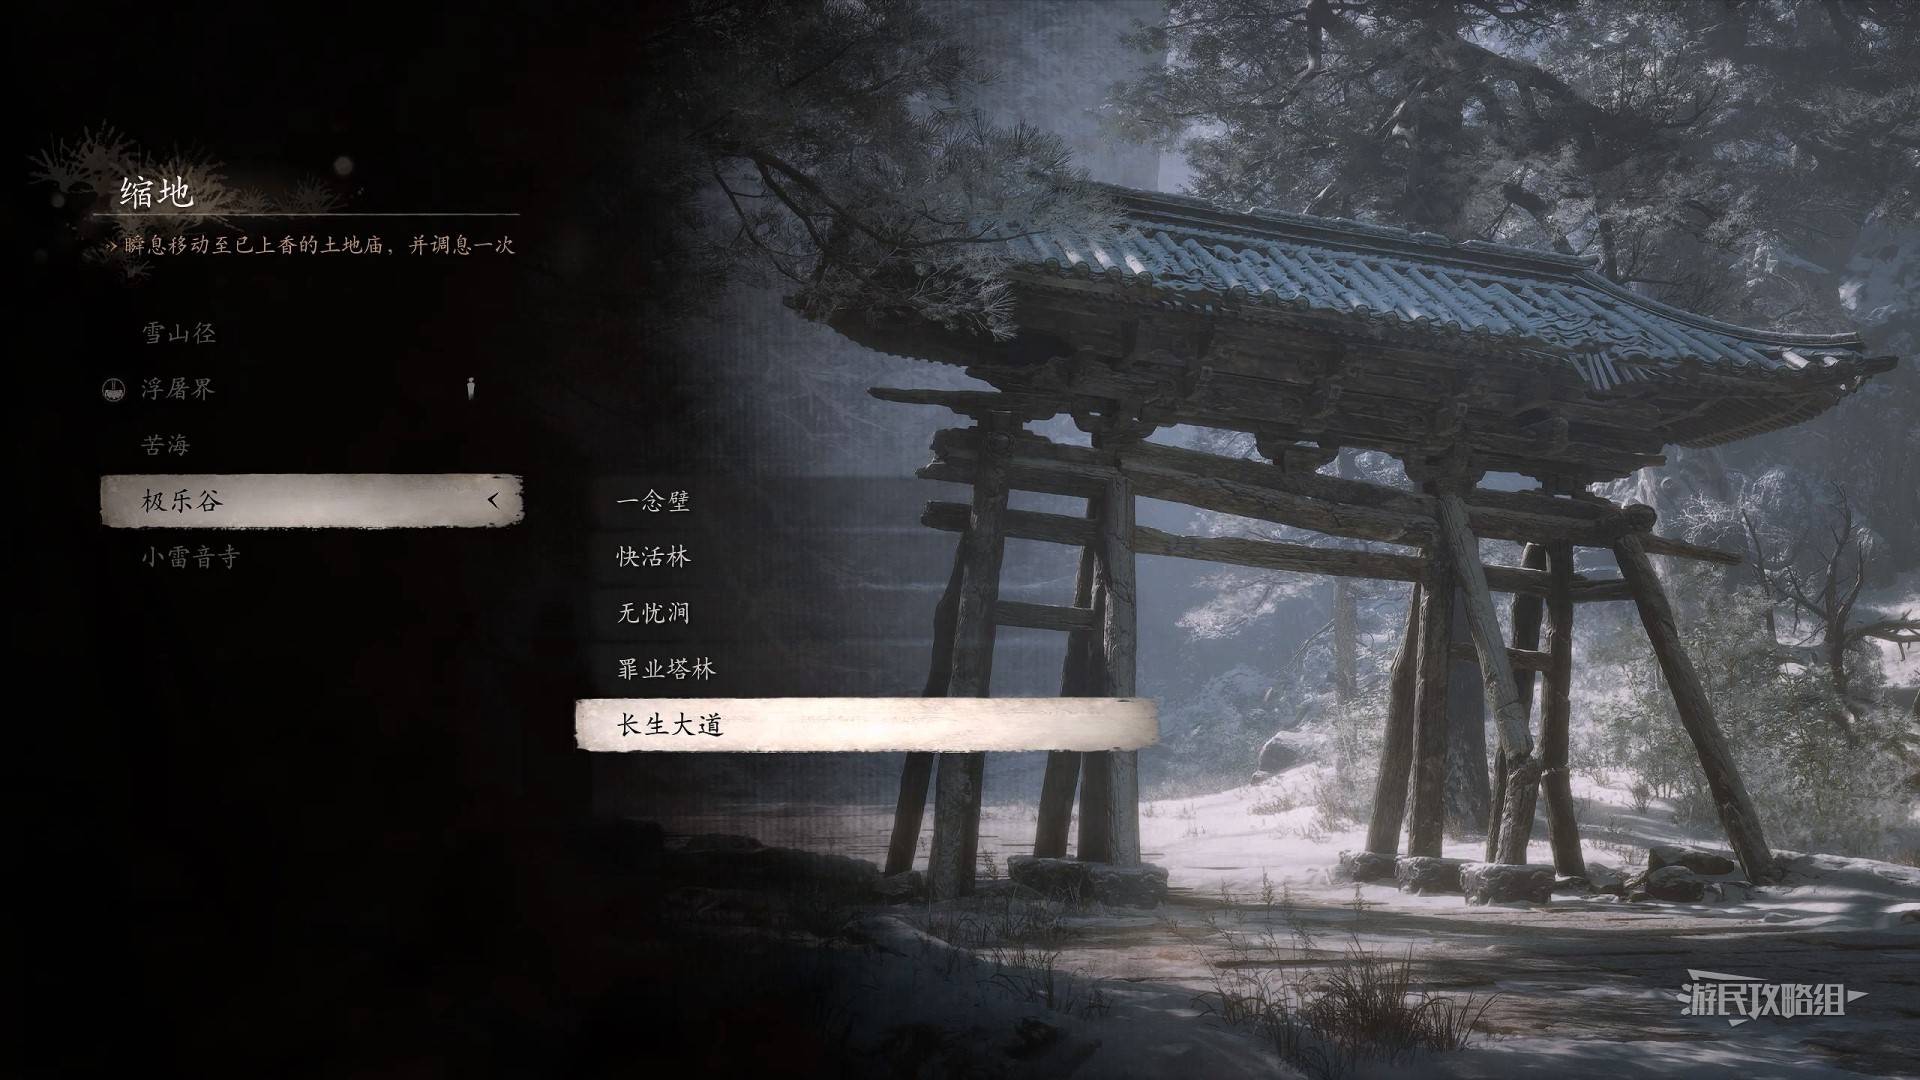 缩地
瞬息移动至已上香的土地庙，并调息一次
雪山径
浮屠界
苦海
极乐谷
小雷音寺
一念壁
快活林
无忧涧
罪业塔林
长生大道
游民攻略组